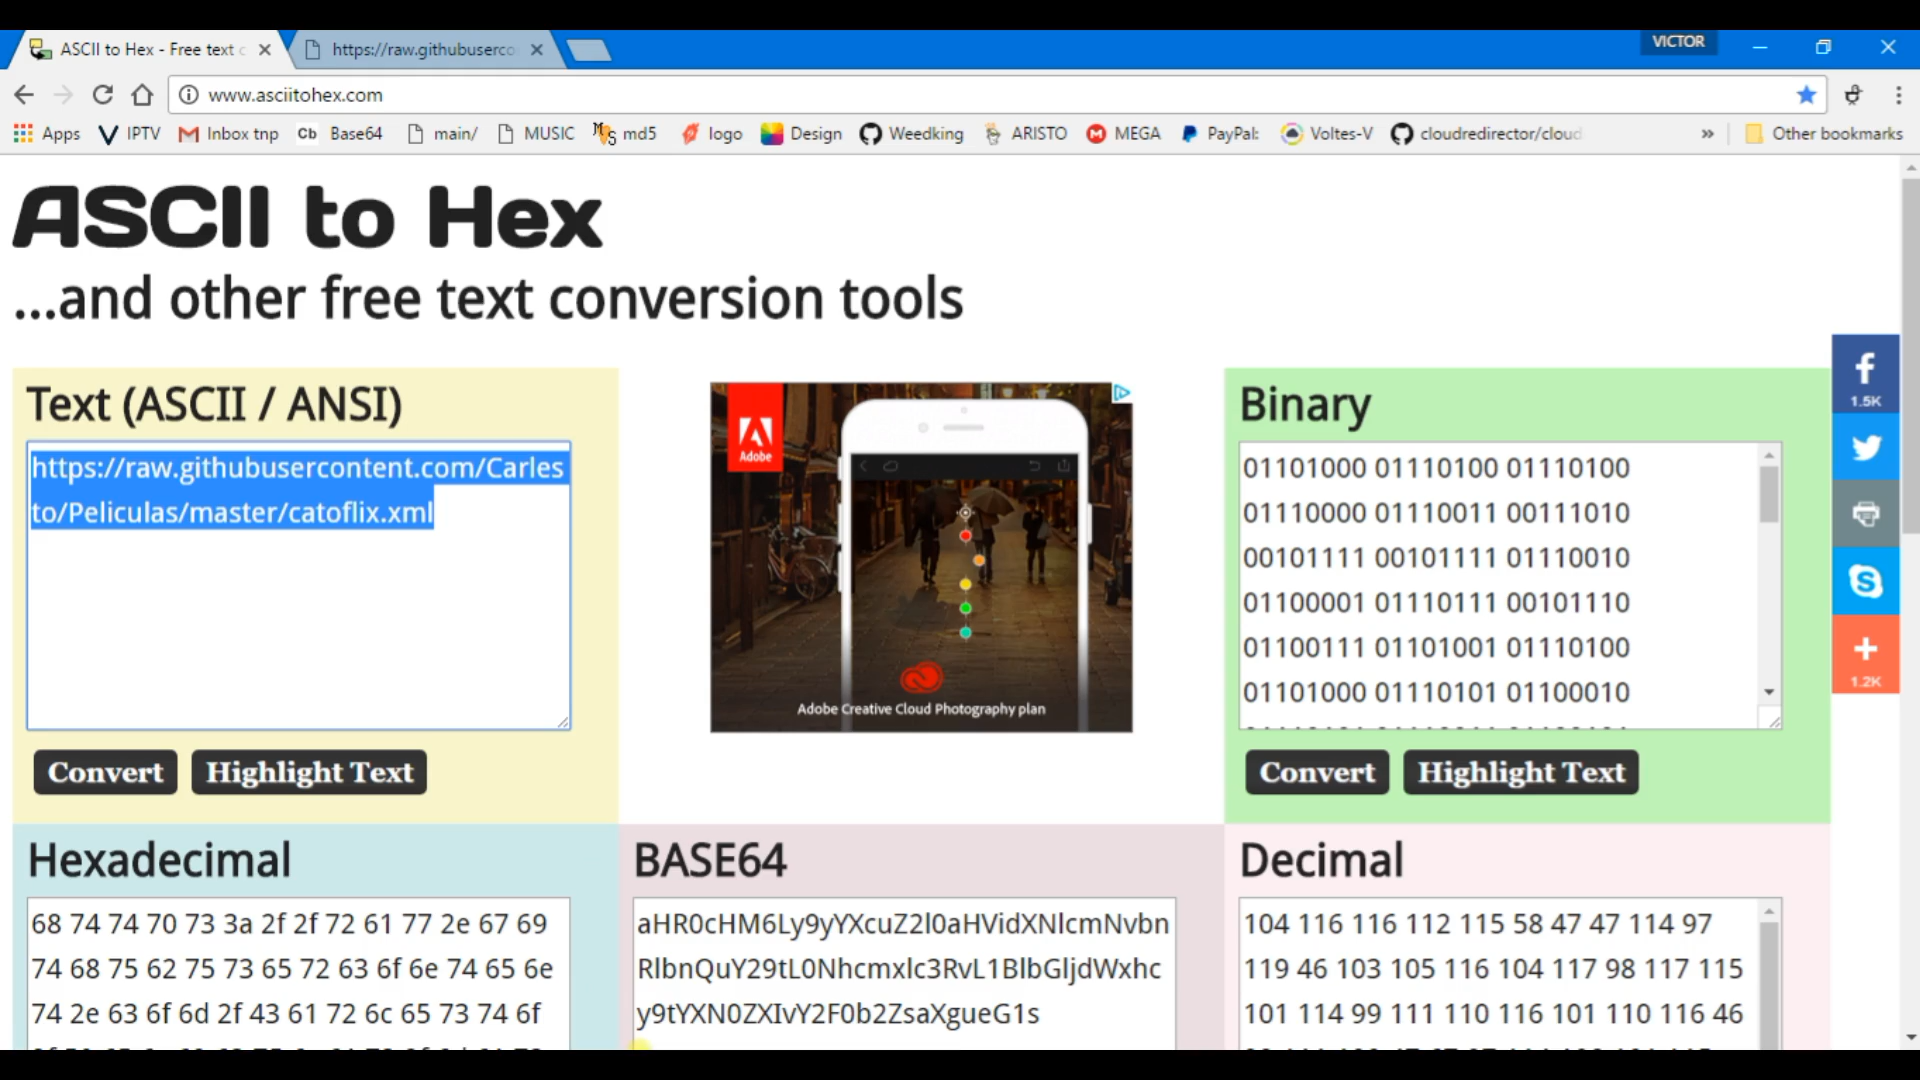 ASCII to Hex - Free text c
https://raw.githubuserco
VICTOR
www.asciitohex.com
Apps
IPTV
Inbox tnp
Cb Base64
main/
MUSIC
md5
logo
Design
Weedking
ARISTO
MEGA
PayPal:
Voltes-V
cloudredirector/cloud
»
Other bookmarks
ASCII to Hex
...and other free text conversion tools
Text (ASCII / ANSI)
https://raw.githubusercontent.com/Carles
to/Peliculas/master/catoflix.xml
Convert
Highlight Text
Adobe
Adobe Creative Cloud Photography plan
Binary
01101000 01110100 01110100
01110000 01110011 00111010
00101111 00101111 01110010
01100001 01110111 00101110
01100111 01101001 01110100
01101000 01110101 01100010
Convert
Highlight Text
1.5K
1.2K
Hexadecimal
68 74 74 70 73 3a 2f 2f 72 61 77 2e 67 69
74 68 75 62 75 73 65 72 63 6f 6e 74 65 6e
74 2e 63 6f 6d 2f 43 61 72 6c 65 73 74 6f
BASE64
aHR0cHM6Ly9yYXcuZ2l0aHVidXNlcmNvbn
RlbnQuY29tL0Nhcmxlc3RvL1BlbGljdWxhc
y9tYXN0ZXIvY2F0b2ZsaXgueG1s
Decimal
104 116 116 112 115 58 47 47 114 97
119 46 103 105 116 104 117 98 117 115
101 114 99 111 110 116 101 110 116 46